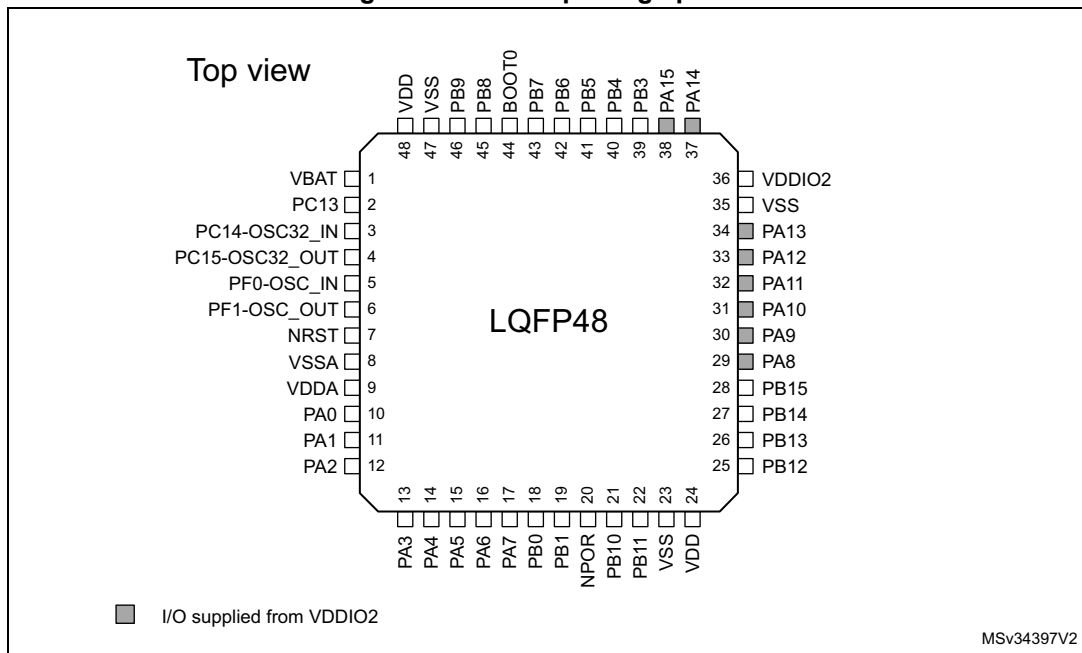 Top view
VDD
VSS
PB9
PB8
BOOT0
PB7
PB6
PB5
PB4
PB3
PA15
PA14
48
47
46
45
44
43
42
41
40
39
38
37
VBAT 1
PC13 2
PC14-OSC32_IN 3
PC15-OSC32_OUT 4
PF0-OSC_IN 5
PF1-OSC_OUT 6
NRST 7
VSSA 8
VDDA 9
PA0 10
PA1 11
PA2 12
LQFP48
36 VDDIO2
35 VSS
34 PA13
33 PA12
32 PA11
31 PA10
30 PA9
29 PA8
28 PB15
27 PB14
26 PB13
25 PB12
13
14
15
16
17
18
19
20
21
22
23
24
PA3
PA4
PA5
PA6
PA7
PB0
PB1
NPOR
PB10
PB11
VSS
VDD
I/O supplied from VDDIO2
MSv34397V2